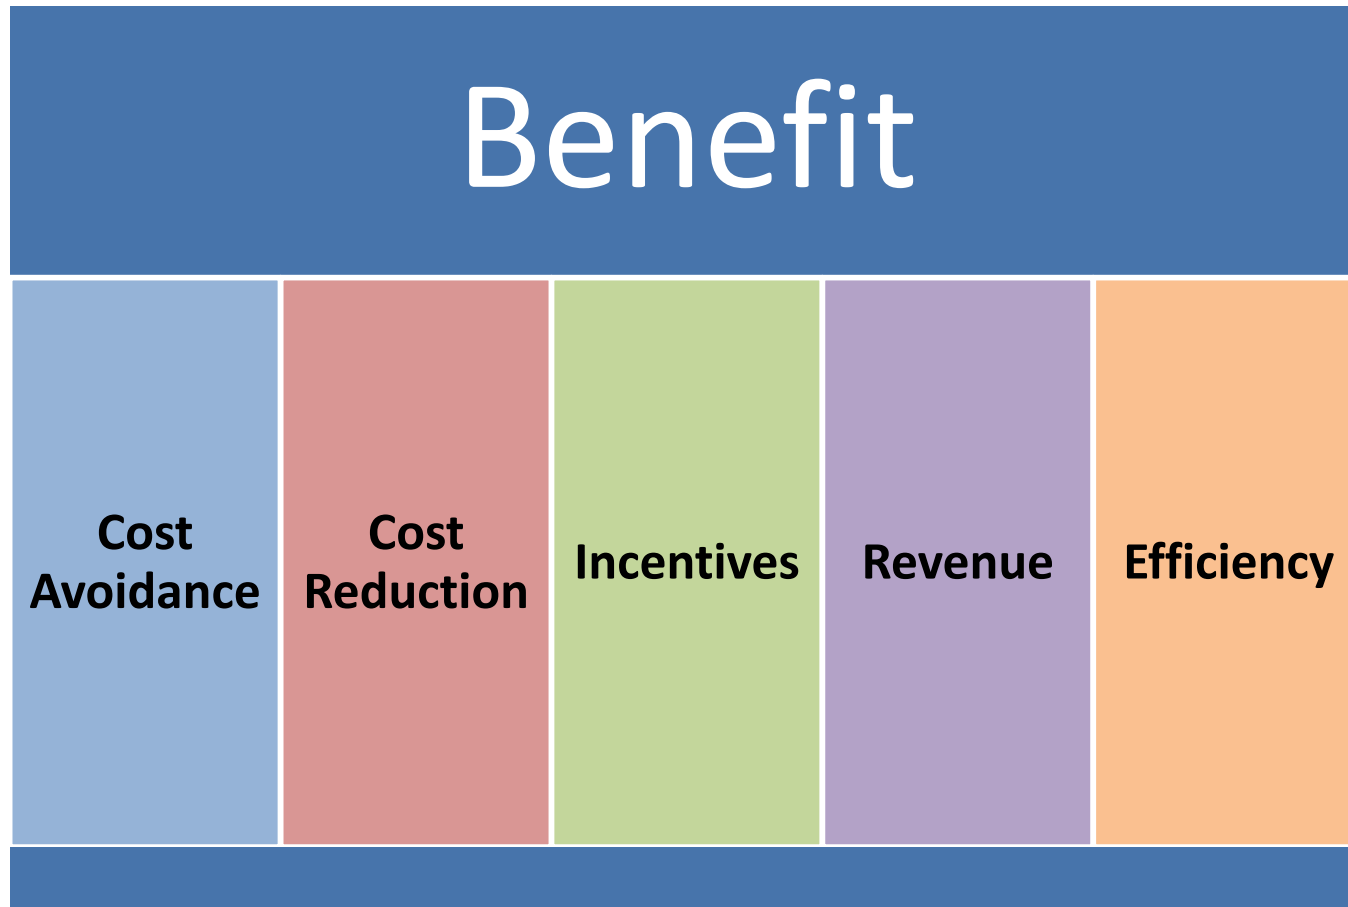 Benefit
Cost
Avoidance
Cost
Reduction
Incentives
Revenue
Efficiency